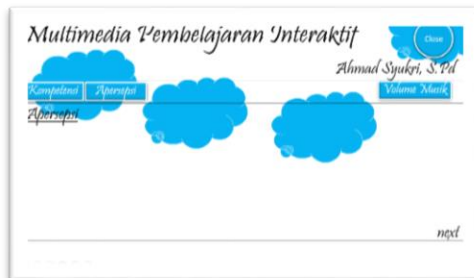 Multimedia Pembelajaran Interaktif
Close
Ahmad Syukri, S.Pd
Kompetensi Apersepsi Volume Musik
Apersepsi
next